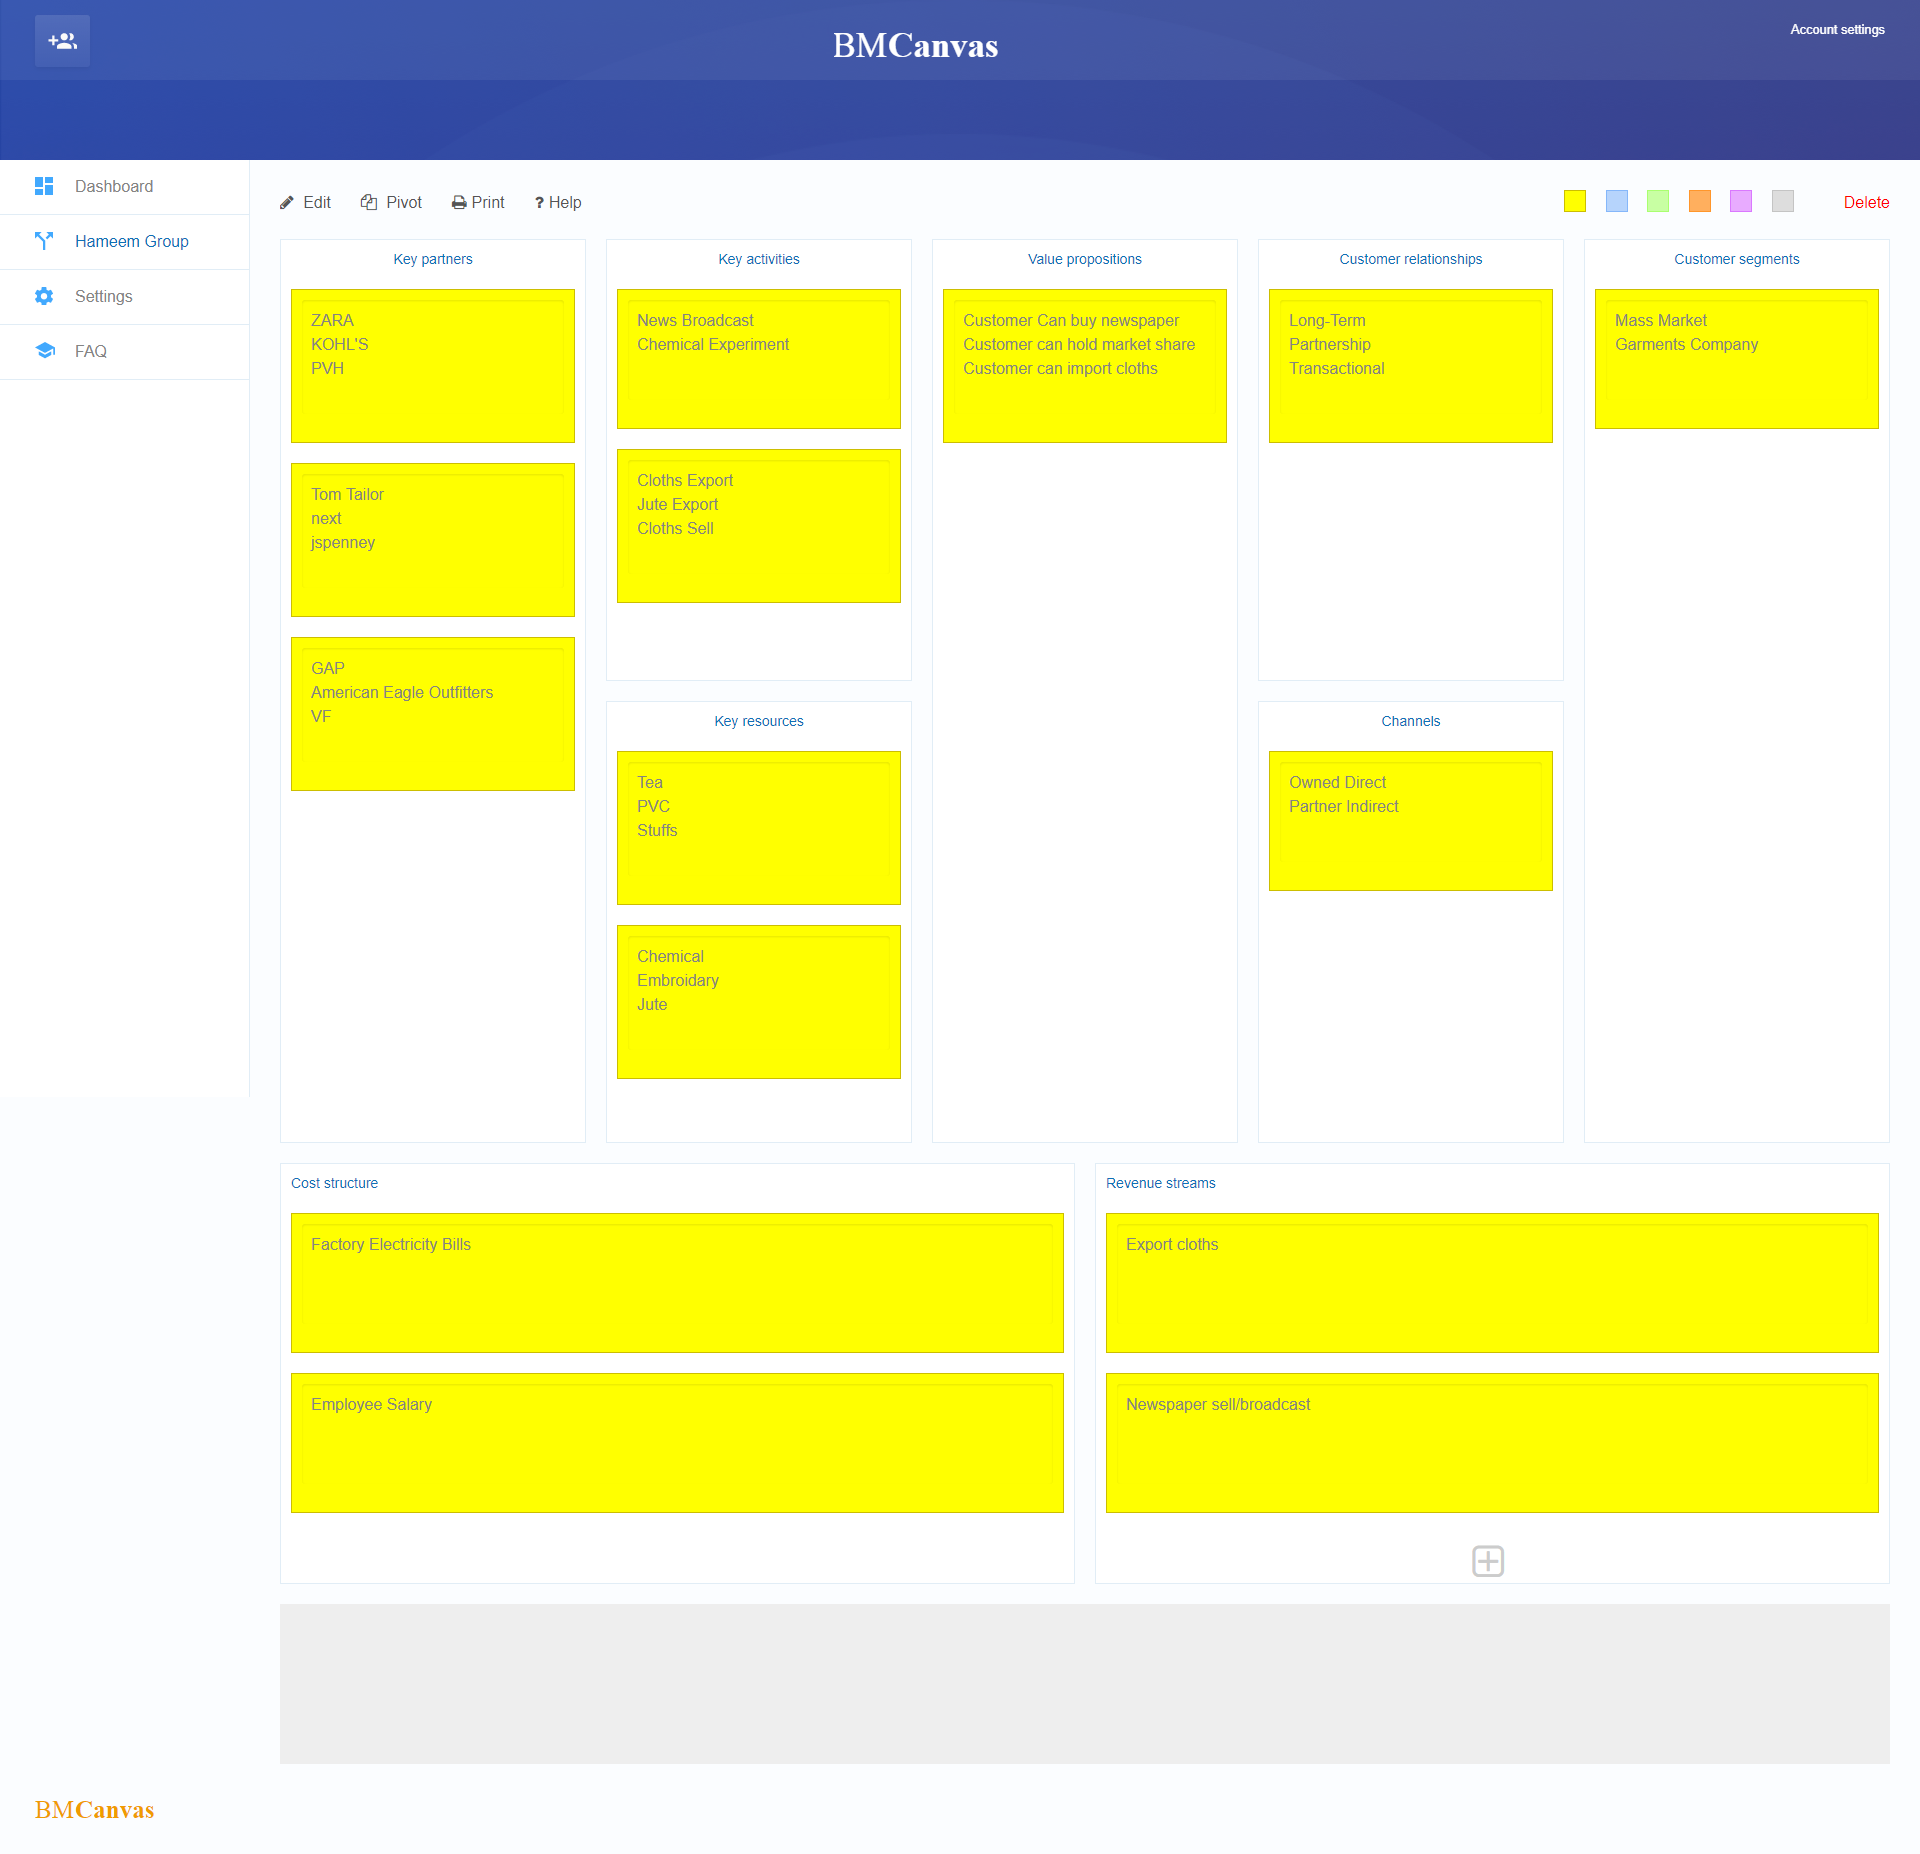 BMCanvas
Account settings
Dashboard
Hameem Group
Settings
FAQ
Edit
Pivot
Print
? Help
Delete
Key partners
ZARA
KOHL'S
PVH
Tom Tailor
next
jspenney
GAP
American Eagle Outfitters
VF
Key activities
News Broadcast
Chemical Experiment
Cloths Export
Jute Export
Cloths Sell
Key resources
Tea
PVC
Stuffs
Chemical
Embroidary
Jute
Value propositions
Customer Can buy newspaper
Customer can hold market share
Customer can import cloths
Customer relationships
Long-Term
Partnership
Transactional
Channels
Owned Direct
Partner Indirect
Customer segments
Mass Market
Garments Company
Cost structure
Factory Electricity Bills
Employee Salary
Revenue streams
Export cloths
Newspaper sell/broadcast
BMCanvas